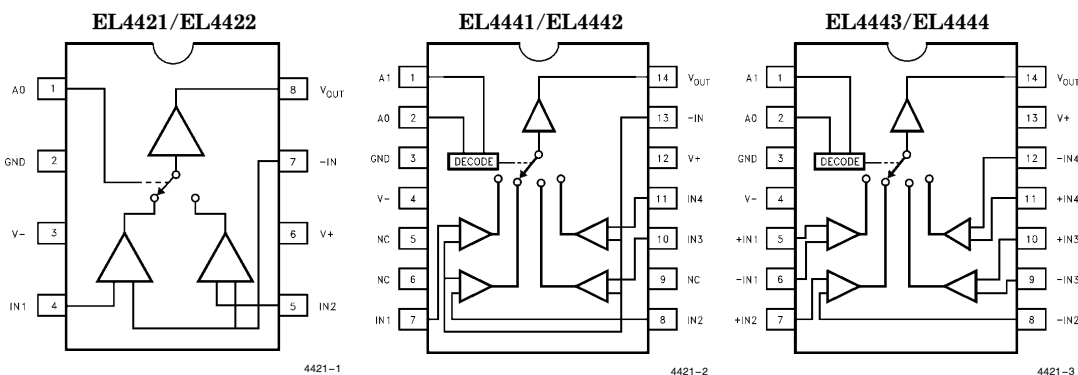 EL4421/EL4422
A0 1
GND 2
V- 3
IN1 4
8 VOUT
7 -IN
6 V+
5 IN2
4421-1
EL4441/EL4442
A1 1
A0 2
GND 3
V- 4
NC 5
NC 6
IN1 7
DECODE
14 VOUT
13 -IN
12 V+
11 IN4
10 IN3
9 NC
8 IN2
4421-2
EL4443/EL4444
A1 1
A0 2
GND 3
V- 4
+IN1 5
-IN1 6
+IN2 7
DECODE
14 VOUT
13 V+
12 -IN4
11 +IN4
10 +IN3
9 -IN3
8 -IN2
4421-3